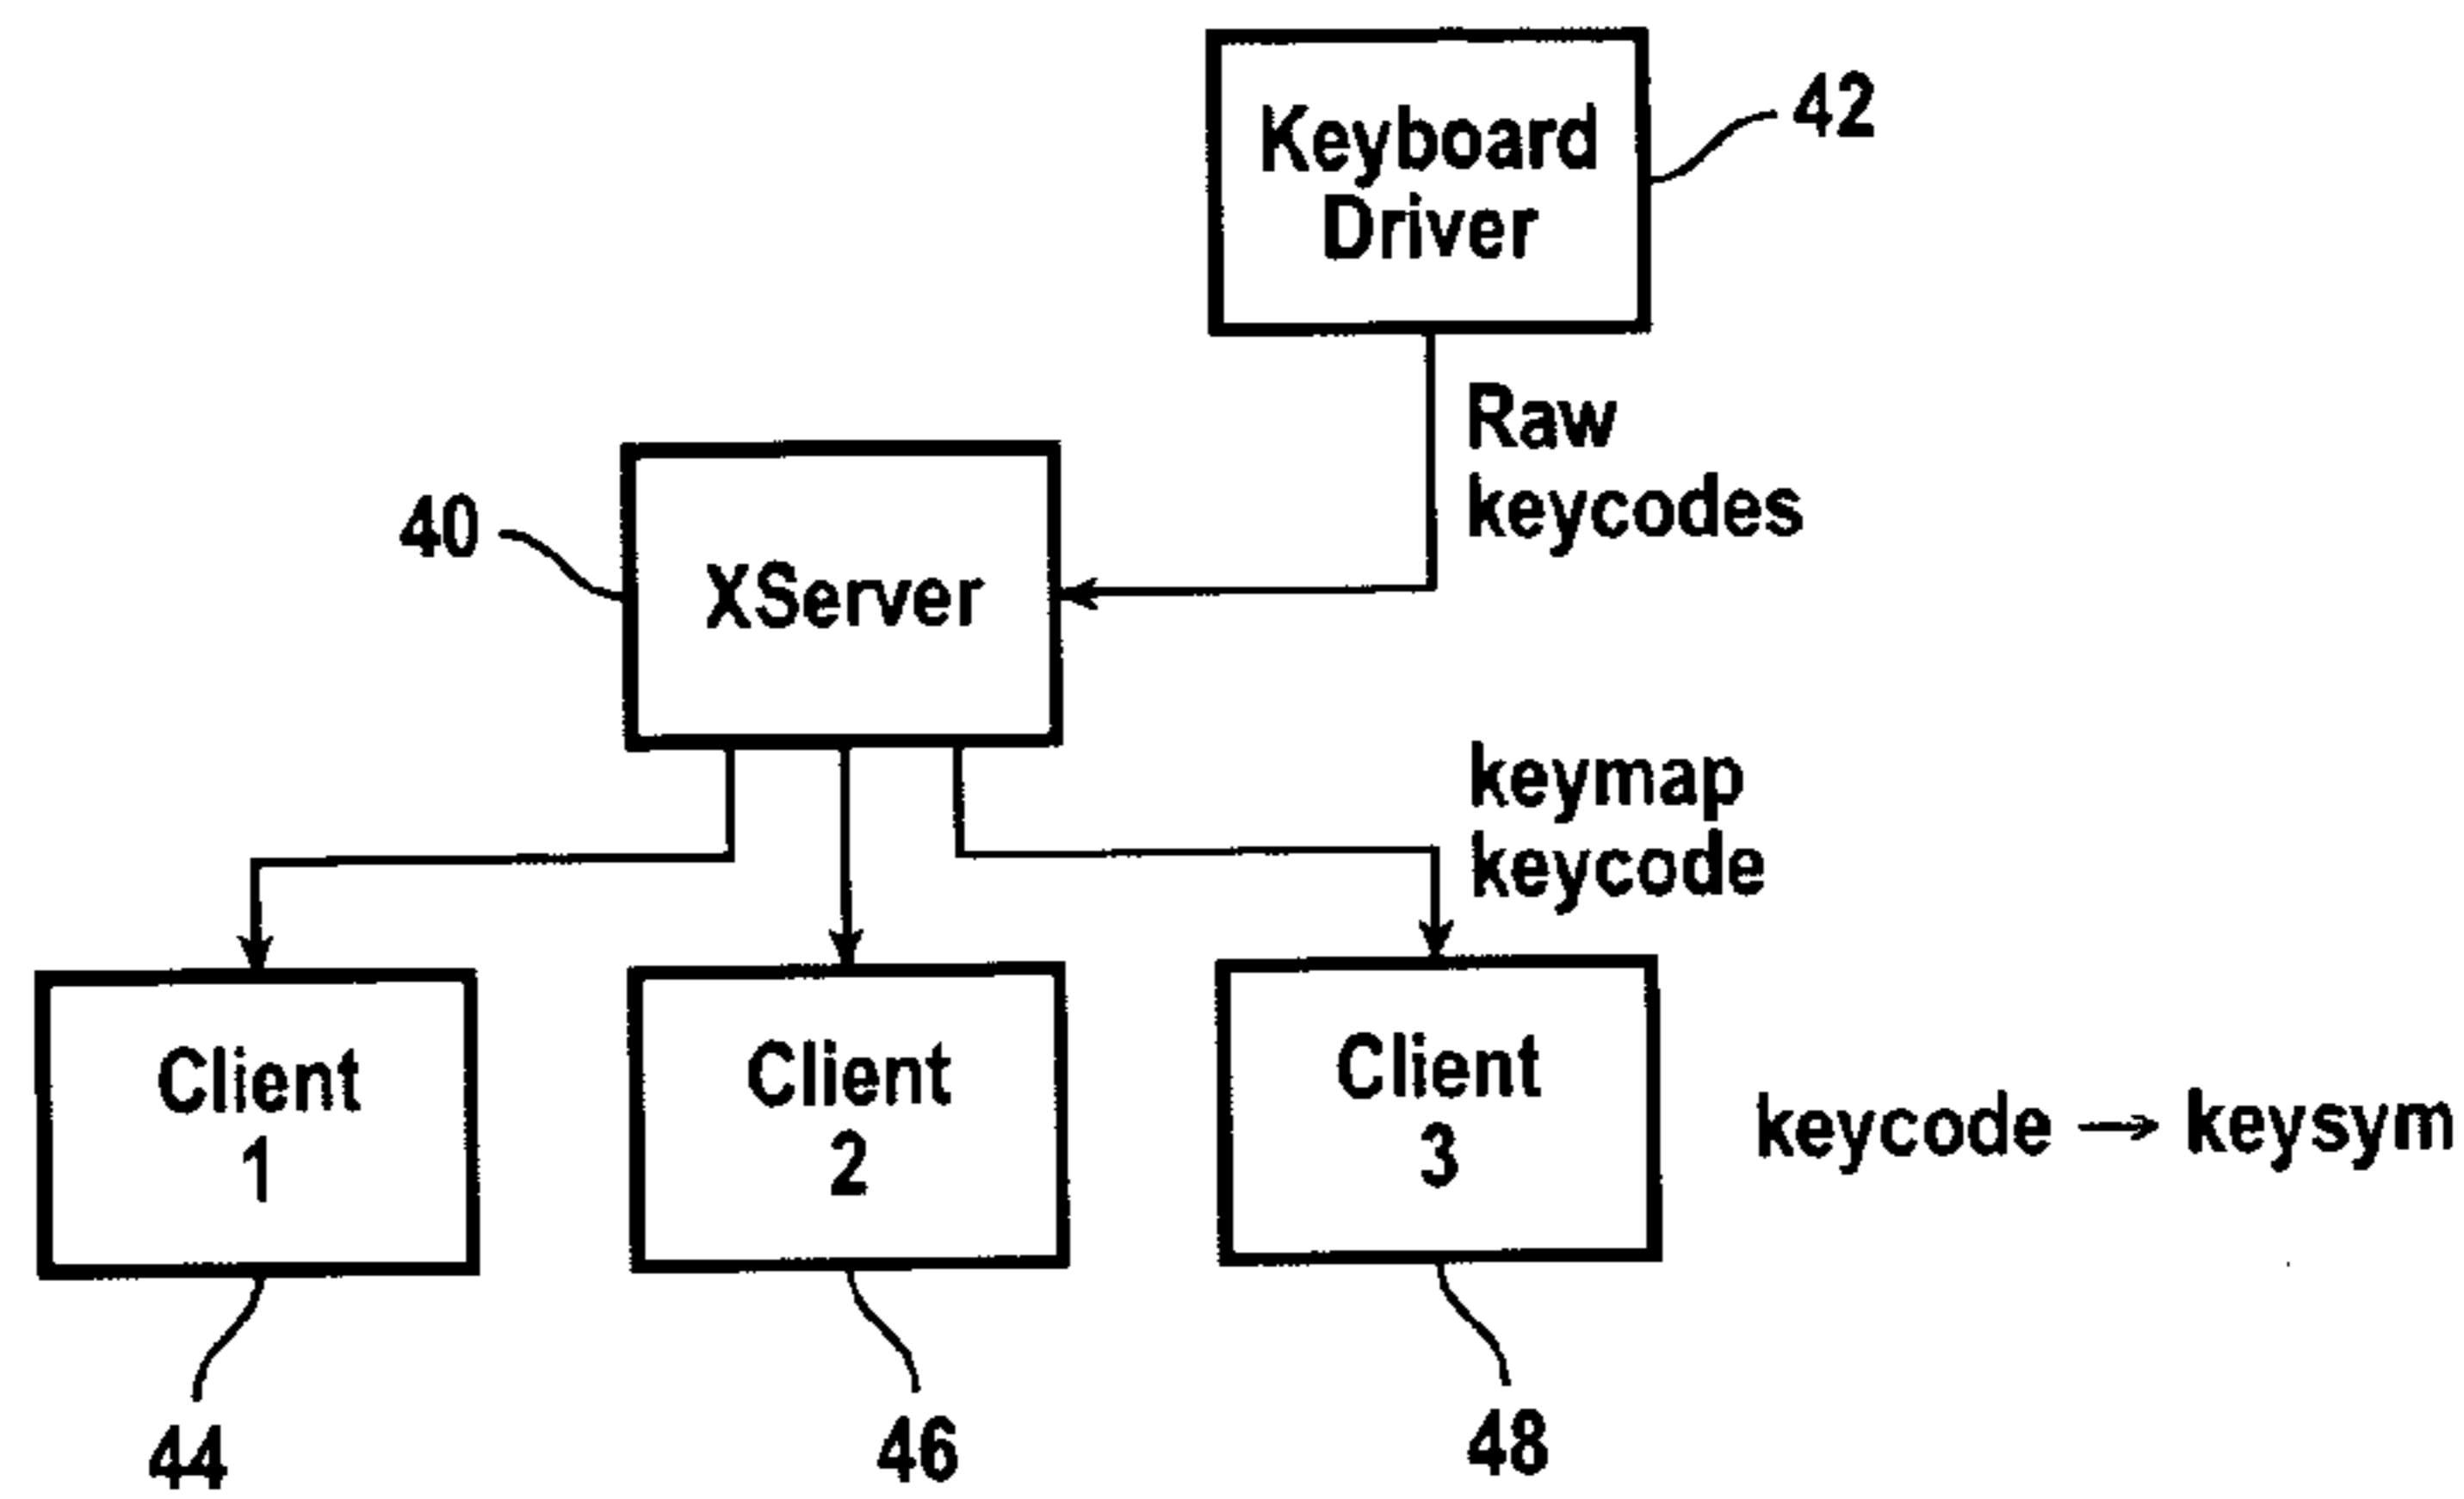 Keyboard
Driver
42
Raw
keycodes
40
XServer
keymap
keycode
Client
1
Client
2
Client
3
keycode → keysym
44
46
48